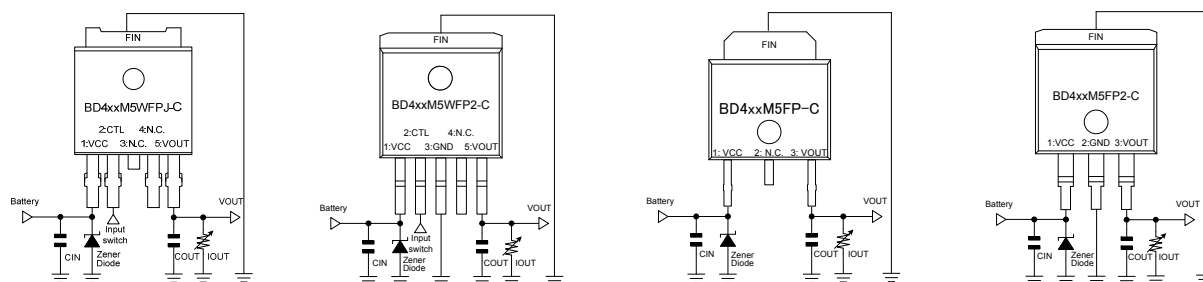 FIN
BD4xxM5WFPJ-C
2:CTL 4:N.C.
1:VCC 3:N.C. 5:VOUT
Battery
VOUT
Input
switch
CIN
Zener
Diode
COUT
IOUT
FIN
BD4xxM5WFP2-C
2:CTL 4:N.C.
1:VCC 3:GND 5:VOUT
Battery
VOUT
Input
switch
CIN
Zener
Diode
COUT
IOUT
FIN
BD4xxM5FP-C
1: VCC 2: N.C. 3: VOUT
Battery
VOUT
CIN
Zener
Diode
COUT
IOUT
FIN
BD4xxM5FP2-C
1:VCC 2:GND 3:VOUT
Battery
VOUT
CIN
Zener
Diode
COUT
IOUT